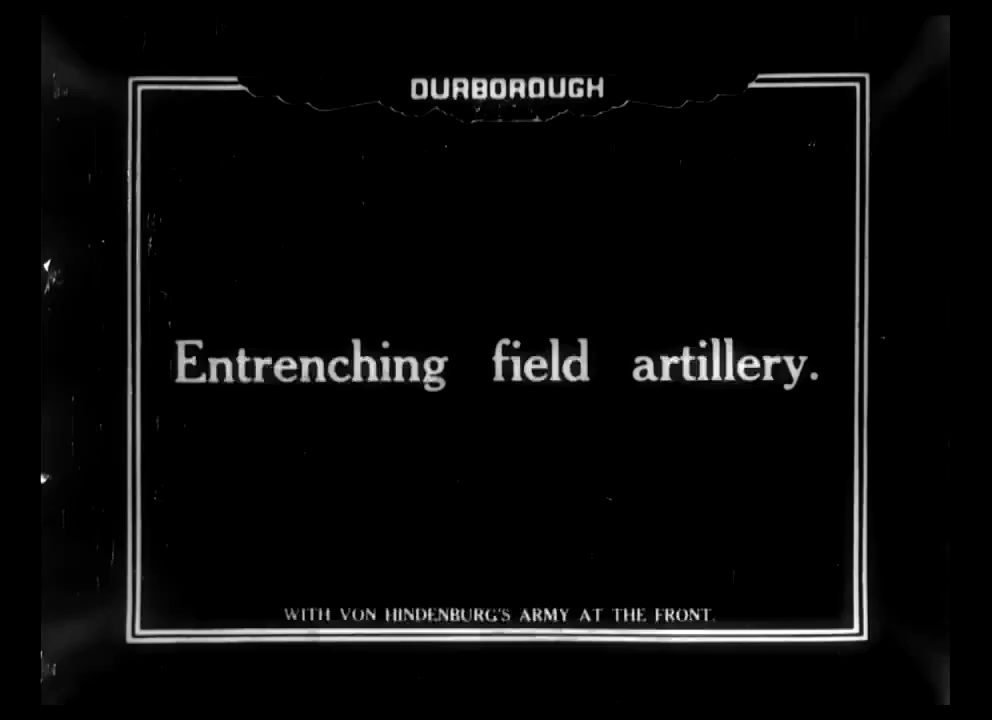 DURBOROUGH
Entrenching field artillery.
WITH VON HINDENBURG'S ARMY AT THE FRONT.